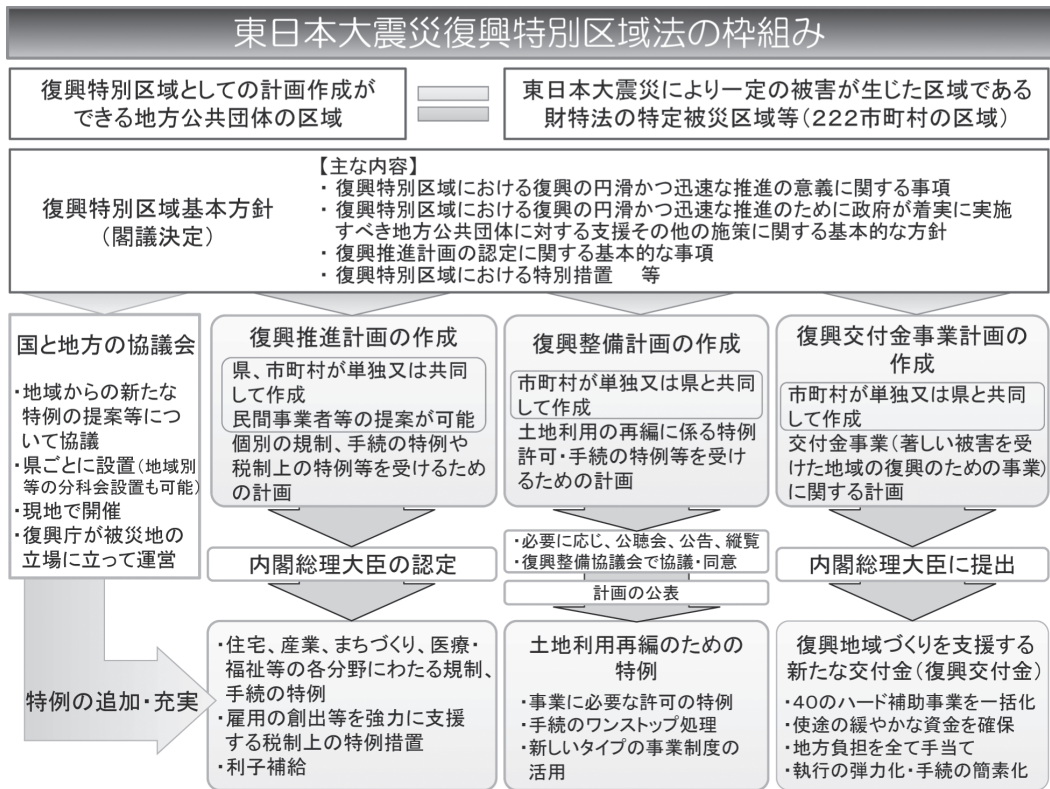 東日本大震災復興特別区域法の枠組み
復興特別区域としての計画作成が
できる地方公共団体の区域
東日本大震災により一定の被害が生じた区域である
財特法の特定被災区域等(222市町村の区域)
復興特別区域基本方針
(閣議決定)
【主な内容】
・ 復興特別区域における復興の円滑かつ迅速な推進の意義に関する事項
・ 復興特別区域における復興の円滑かつ迅速な推進のために政府が着実に実施
すべき地方公共団体に対する支援その他の施策に関する基本的な方針
・ 復興推進計画の認定に関する基本的な事項
・ 復興特別区域における特別措置 等
国と地方の協議会
・地域からの新たな
特例の提案等につ
いて協議
・県ごとに設置(地域別
等の分科会設置も可能)
・現地で開催
・復興庁が被災地の
立場に立って運営
特例の追加・充実
復興推進計画の作成
県、市町村が単独又は共同
して作成
民間事業者等の提案が可能
個別の規制、手続の特例や
税制上の特例等を受けるため
の計画
内閣総理大臣の認定
・住宅、産業、まちづくり、医療・
福祉等の各分野にわたる規制、
手続の特例
・雇用の創出等を強力に支援
する税制上の特例措置
・利子補給
復興整備計画の作成
市町村が単独又は県と共同
して作成
土地利用の再編に係る特例
許可・手続の特例等を受け
るための計画
・必要に応じ、公聴会、公告、縦覧
・復興整備協議会で協議・同意
計画の公表
土地利用再編のための
特例
・事業に必要な許可の特例
・手続のワンストップ処理
・新しいタイプの事業制度の
活用
復興交付金事業計画の
作成
市町村が単独又は県と共同
して作成
交付金事業(著しい被害を受
けた地域の復興のための事業)
に関する計画
内閣総理大臣に提出
復興地域づくりを支援する
新たな交付金(復興交付金)
・40のハード補助事業を一括化
・使途の緩やかな資金を確保
・地方負担を全て手当て
・執行の弾力化・手続の簡素化